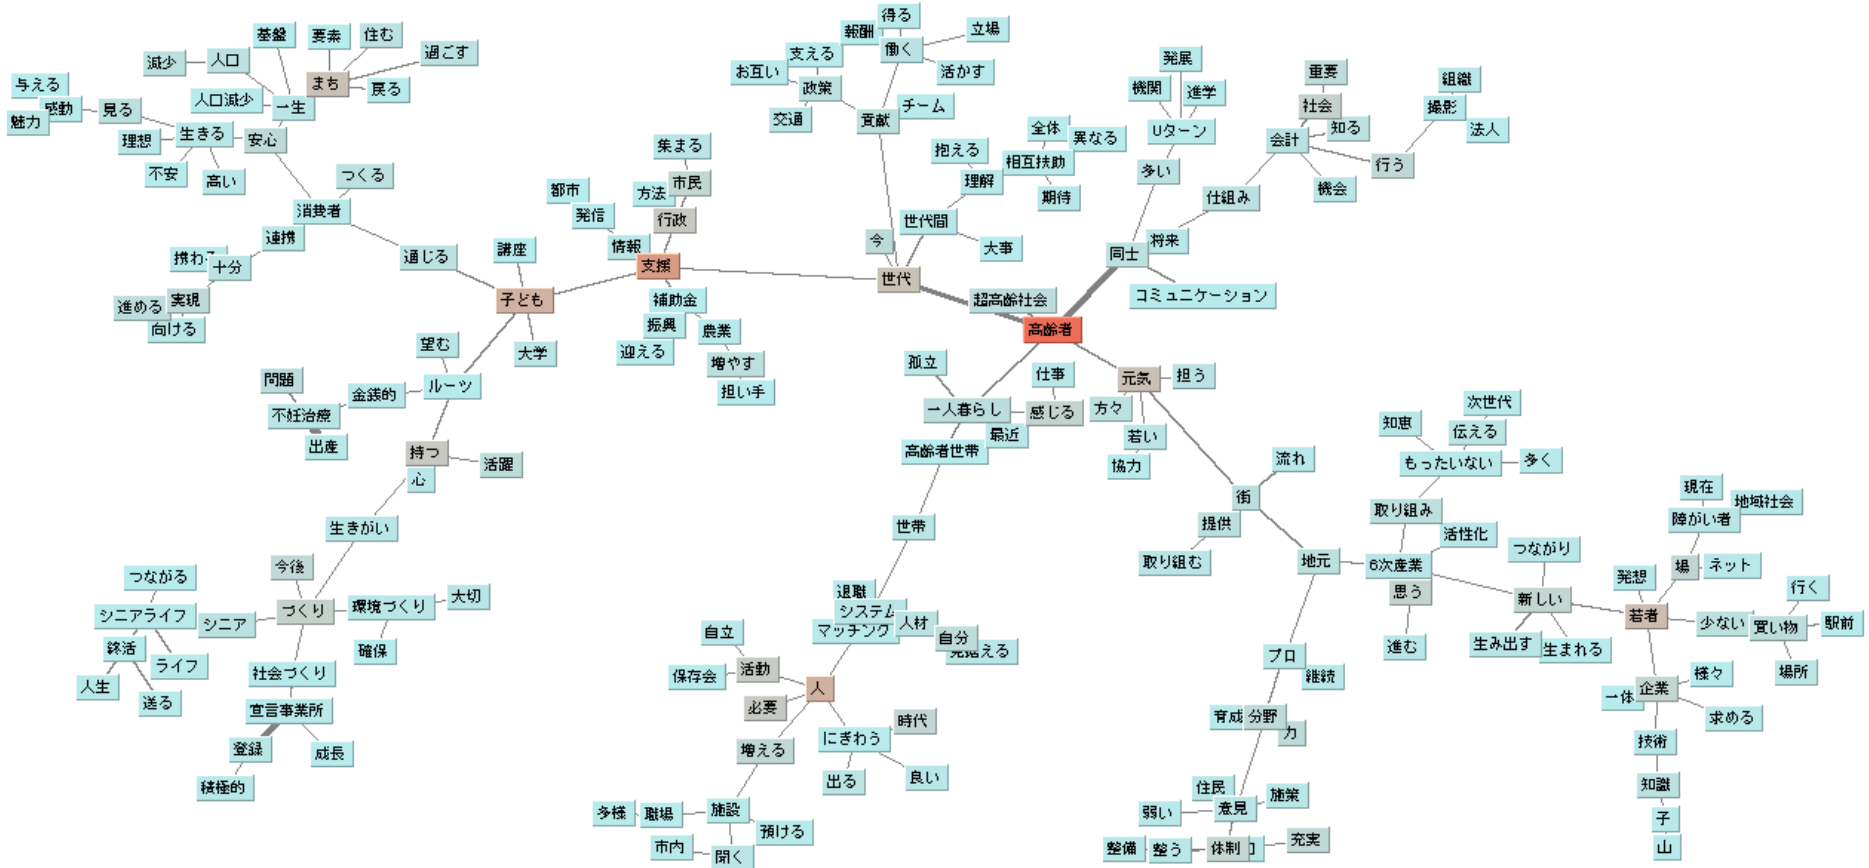 得る
報酬
立場
働く
支える
お互い
活かす
政策
チーム
交通
貢献
基盤
要素
住む
過ごす
減少
人口
まち
戻る
与える
感動
見る
人口減少
一生
魅力
理想
生きる
安心
不安
高い
つくる
消費者
連携
十分
進める
実現
向ける
通じる
講座
子ども
大学
集まる
方法
市民
都市
発信
行政
情報
支援
補助金
振興
農業
迎える
増やす
担い手
今
世代
抱える
理解
全体
異なる
相互扶助
期待
世代間
大事
超高齢社会
高齢者
発展
機関
進学
Uターン
多い
将来
同士
コミュニケーション
仕組み
重要
社会
会計
知る
機会
行う
組織
撮影
法人
望む
ルーツ
金銭的
問題
不妊治療
出産
持つ
活躍
心
生きがい
今後
づくり
環境づくり
大切
確保
シニア
つながる
シニアライフ
終活
ライフ
人生
送る
社会づくり
宣言事業所
登録
成長
積極的
孤立
仕事
一人暮らし
感じる
最近
高齢者世帯
世帯
退職
システム
マッチング
人材
自分
自立
活動
保存会
必要
人
時代
にぎわう
出る
良い
増える
施設
多様
職場
預ける
市内
開く
元気
担う
方々
若い
協力
流れ
街
提供
取り組む
地元
次世代
知恵
伝える
もったいない
多く
取り組み
活性化
6次産業
思う
進む
つながり
新しい
生み出す
生まれる
発想
若者
現在
地域社会
障がい者
場
ネット
少ない
買い物
行く
駅前
場所
企業
一体
様々
求める
技術
知識
子
山
プロ
継続
育成
分野
力
住民
意見
施策
弱い
整備
整う
体制
充実